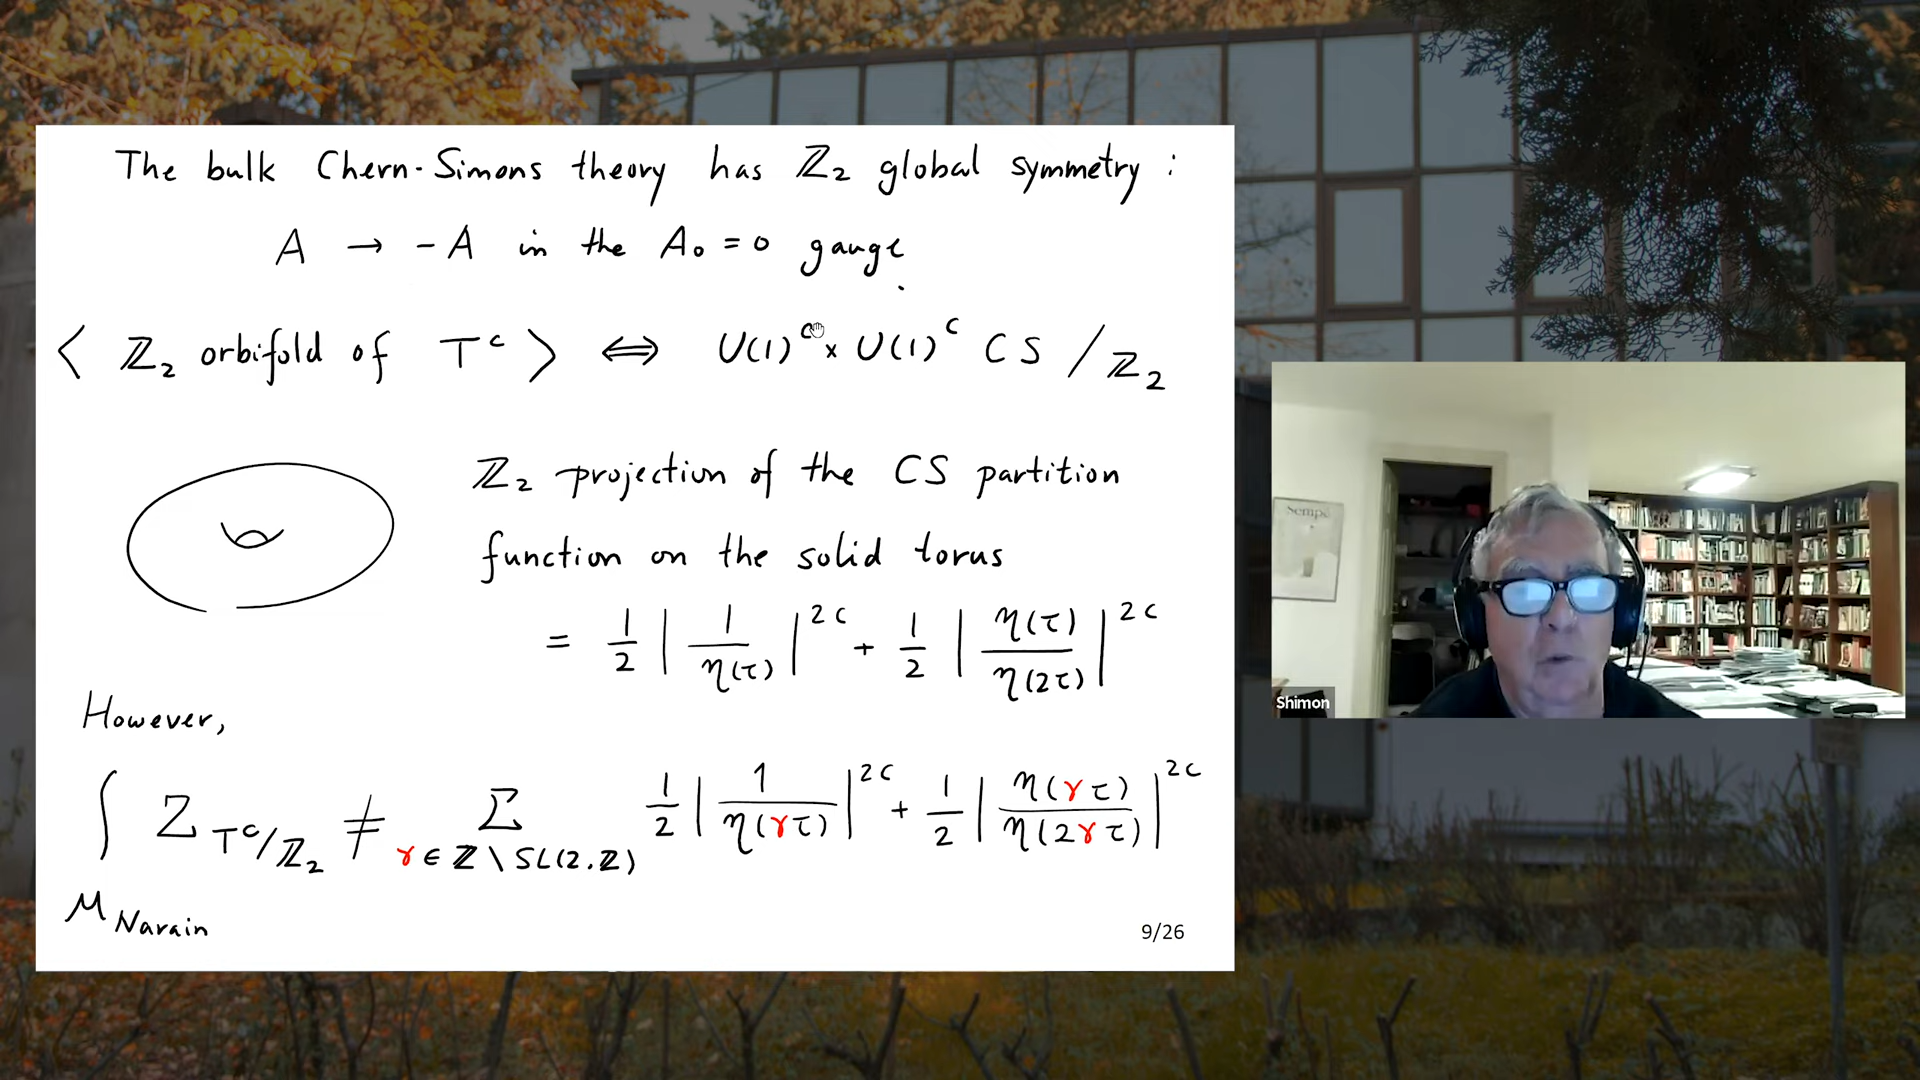 The bulk Chern-Simons theory has ℤ₂ global symmetry :
A → -A in the A₀ = 0 gauge.
⟨ ℤ₂ orbifold of Tᶜ ⟩ ⟺ U(1)ᶜ × U(1)ᶜ CS / ℤ₂
ℤ₂ projection of the CS partition
function on the solid torus
= 1/2 | 1/η(τ) |^{2c} + 1/2 | η(τ)/η(2τ) |^{2c}
However,
∫_{M_{Narain}} Z_{Tᶜ/ℤ₂} ≠ Σ_{γ∈ℤ\SL(2,ℤ)} 1/2 | 1/η(γτ) |^{2c} + 1/2 | η(γτ)/η(2γτ) |^{2c}
9/26
Sempé
Shimon